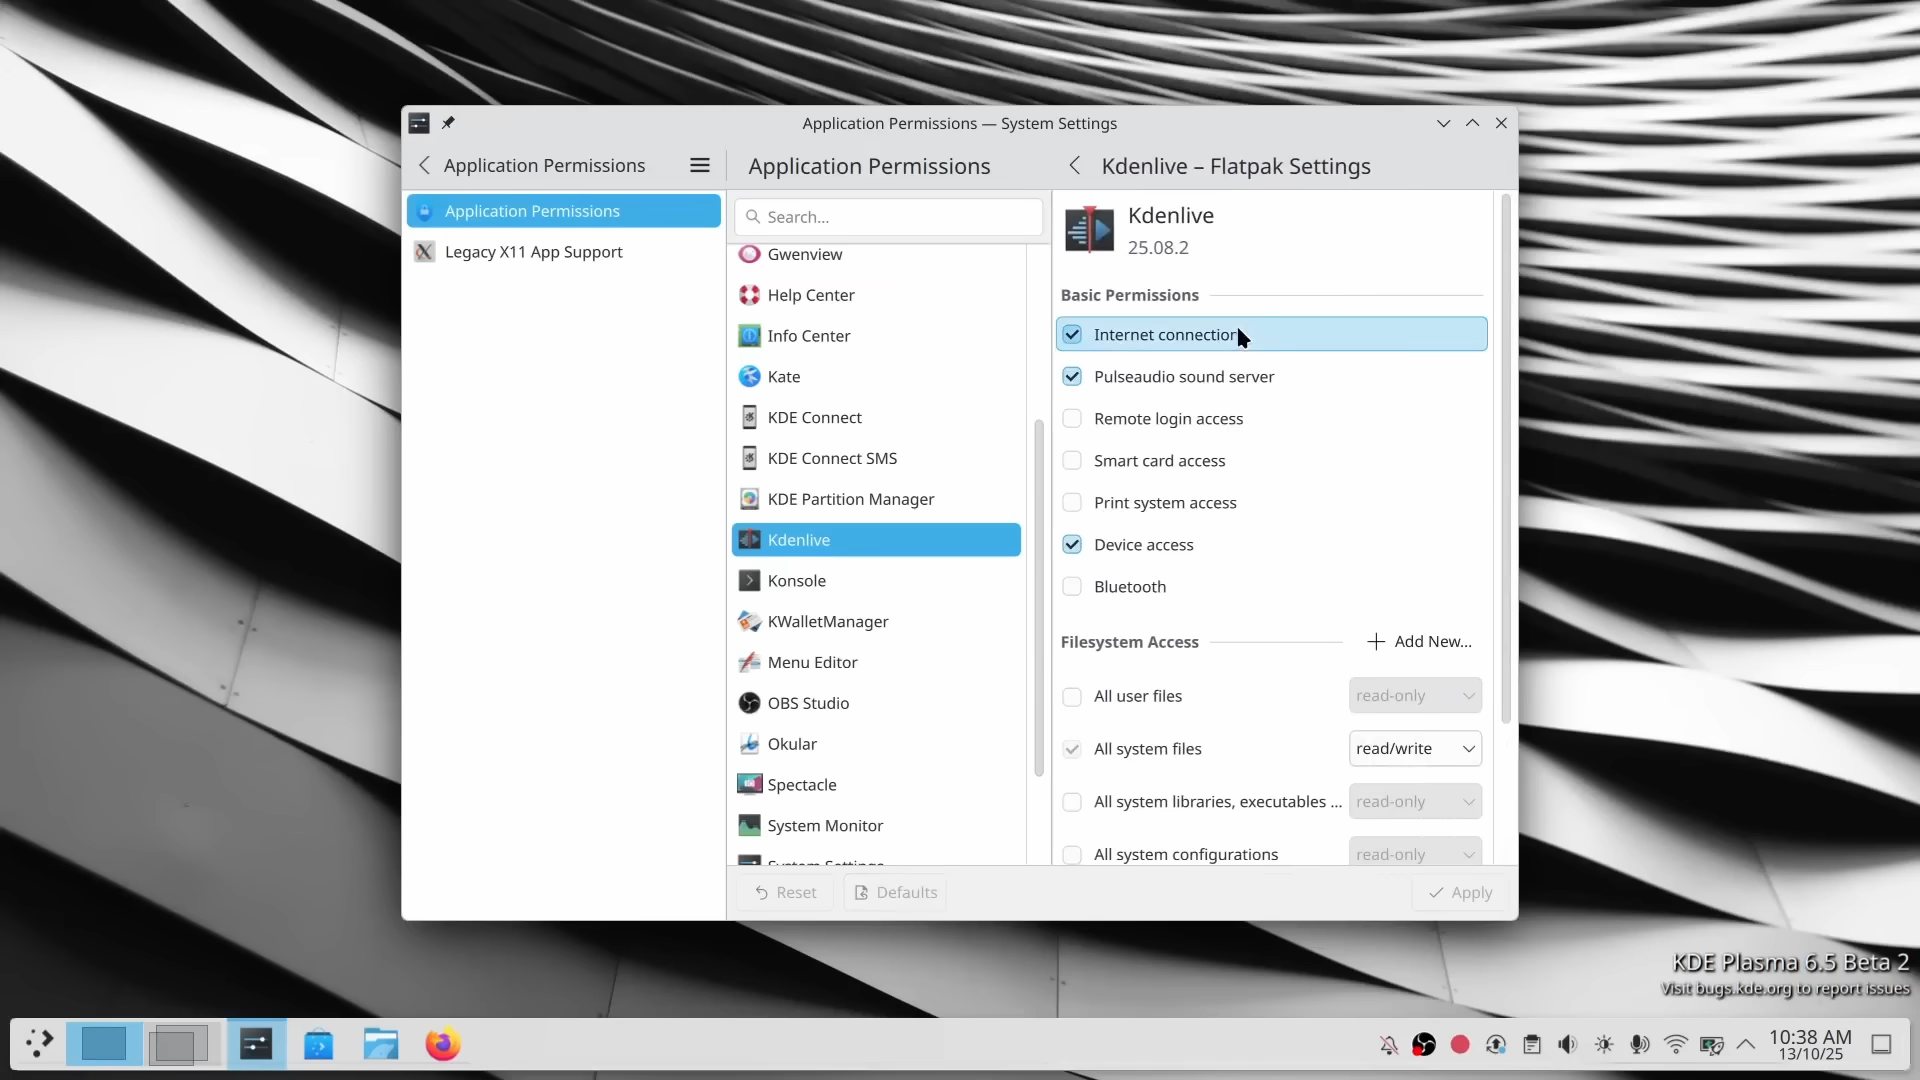 Application Permissions — System Settings
Application Permissions
Application Permissions
Kdenlive – Flatpak Settings
Application Permissions
Legacy X11 App Support
Search...
Gwenview
Help Center
Info Center
Kate
KDE Connect
KDE Connect SMS
KDE Partition Manager
Kdenlive
Konsole
KWalletManager
Menu Editor
OBS Studio
Okular
Spectacle
System Monitor
System Settings
Kdenlive
25.08.2
Basic Permissions
Internet connection
Pulseaudio sound server
Remote login access
Smart card access
Print system access
Device access
Bluetooth
Filesystem Access
Add New...
All user files
read-only
All system files
read/write
All system libraries, executables ...
read-only
All system configurations
read-only
Reset
Defaults
Apply
KDE Plasma 6.5 Beta 2
Visit bugs.kde.org to report issues
10:38 AM
13/10/25